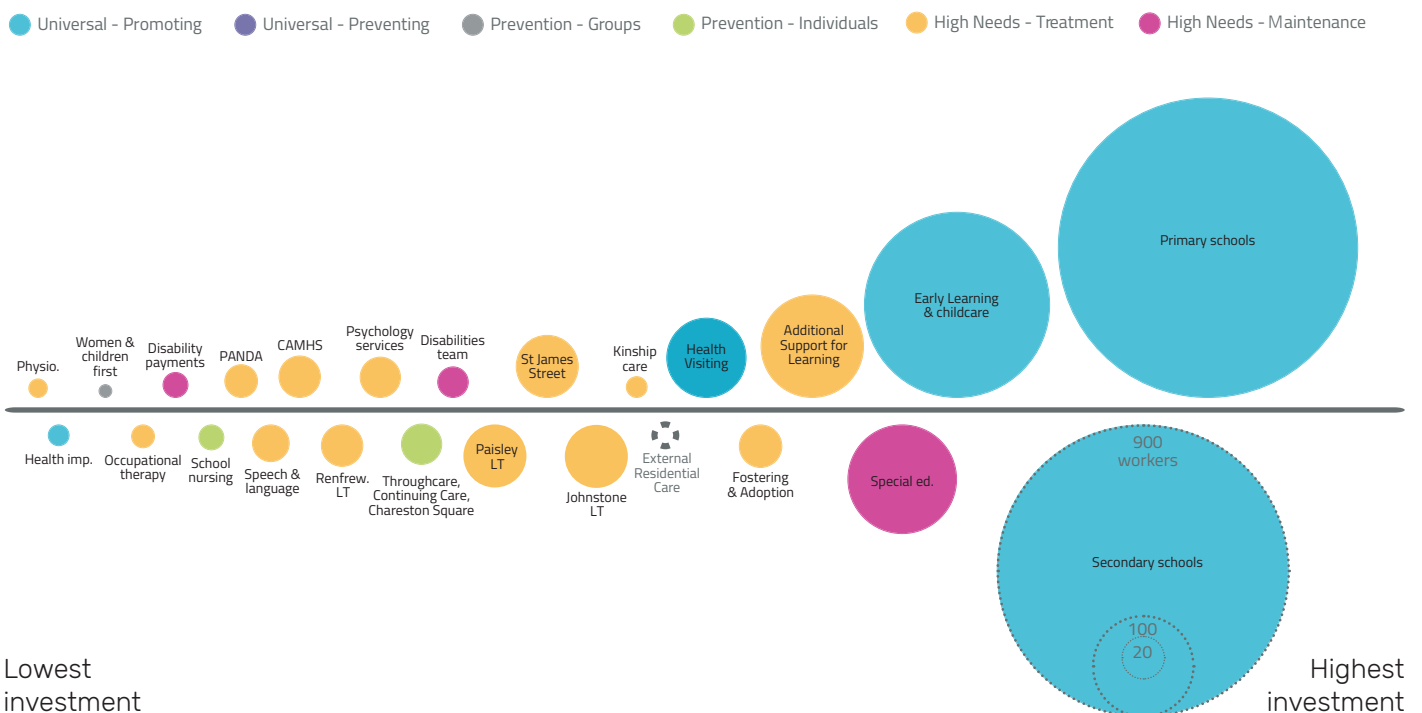 Universal - Promoting
Universal - Preventing
Prevention - Groups
Prevention - Individuals
High Needs - Treatment
High Needs - Maintenance
Physio.
Women &
children
first
Disability
payments
PANDA
CAMHS
Psychology
services
Disabilities
team
St James
Street
Kinship
care
Health
Visiting
Additional
Support for
Learning
Early Learning
& childcare
Primary schools
Health imp.
Occupational
therapy
School
nursing
Speech &
language
Renfrew.
LT
Throughcare,
Continuing Care,
Chareston Square
Paisley
LT
Johnstone
LT
External
Residential
Care
Fostering
& Adoption
Special ed.
900
workers
Secondary schools
100
20
Lowest
investment
Highest
investment